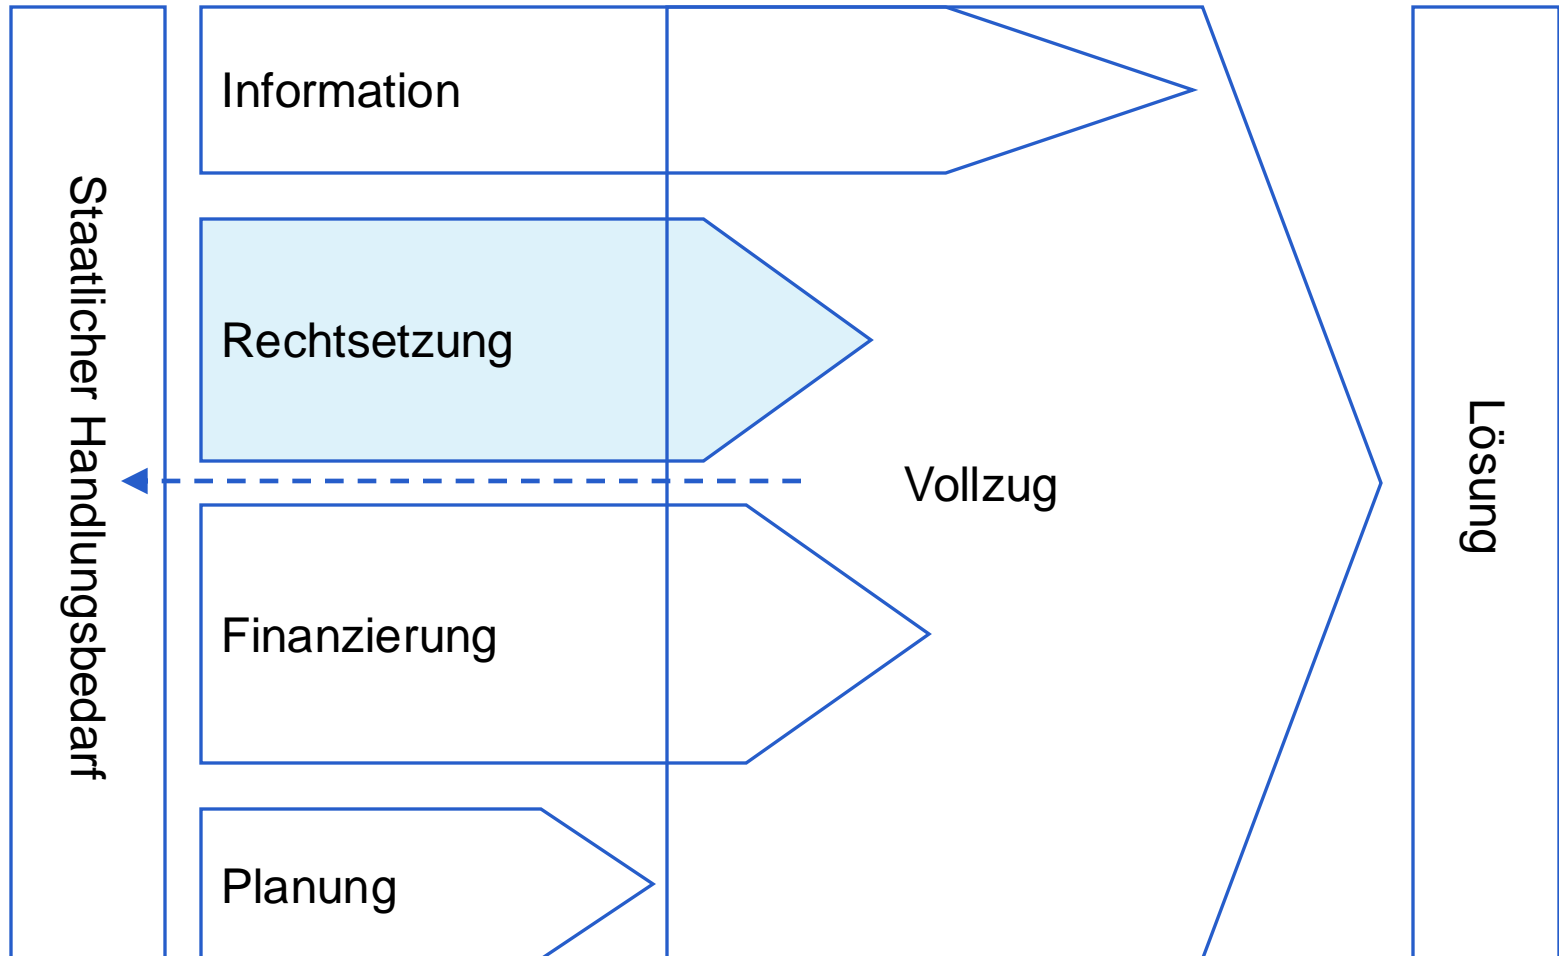 Staatlicher Handlungsbedarf
Information
Rechtsetzung
Vollzug
Finanzierung
Planung
Lösung